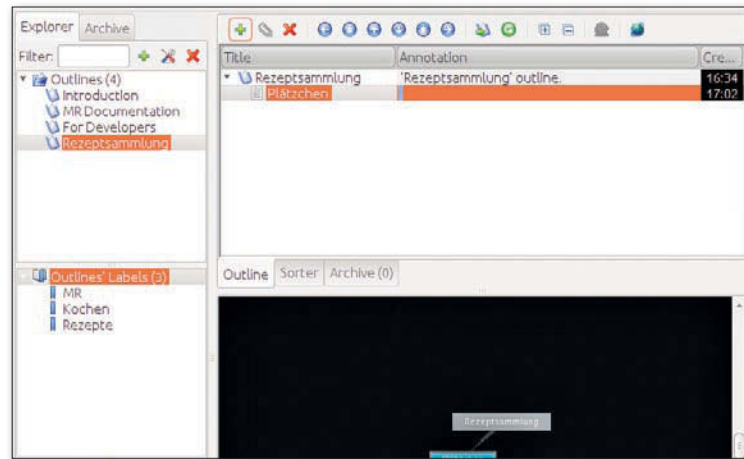 Explorer Archive
Filter:
Outlines (4)
Introduction
MR Documentation
For Developers
Rezeptsammlung
Outlines' Labels (3)
MR
Kochen
Rezepte
Title Annotation Cre...
Rezeptsammlung 'Rezeptsammlung' outline. 16:34
Plätzchen 17:02
Outline Sorter Archive (0)
Rezeptsammlung